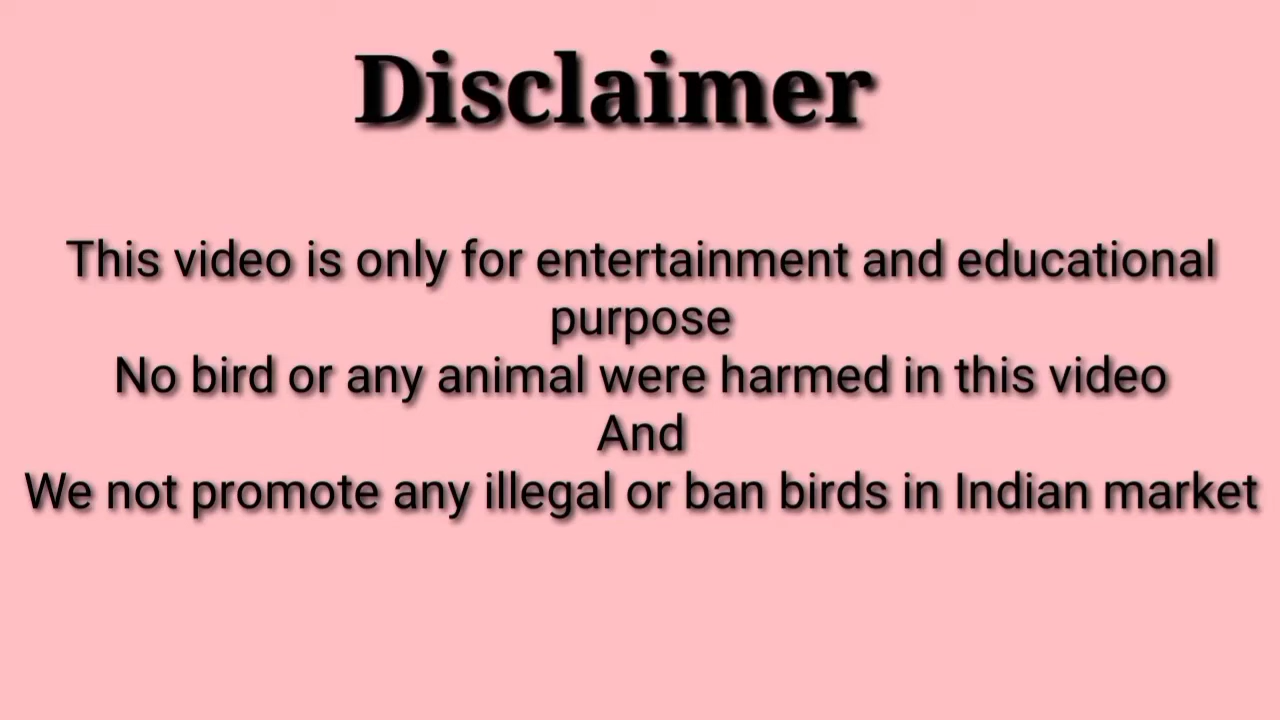 Disclaimer
This video is only for entertainment and educational
purpose
No bird or any animal were harmed in this video
And
We not promote any illegal or ban birds in Indian market